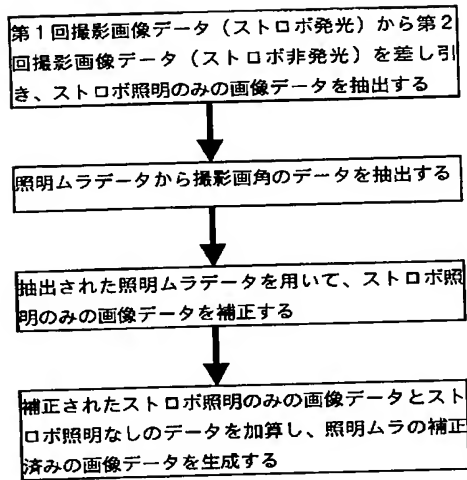 第1回撮影画像データ（ストロボ発光）から第2
回撮影画像データ（ストロボ非発光）を差し引
き、ストロボ照明のみの画像データを抽出する
照明ムラデータから撮影画角のデータを抽出する
抽出された照明ムラデータを用いて、ストロボ照
明のみの画像データを補正する
補正されたストロボ照明のみの画像データとスト
ロボ照明なしのデータを加算し、照明ムラの補正
済みの画像データを生成する